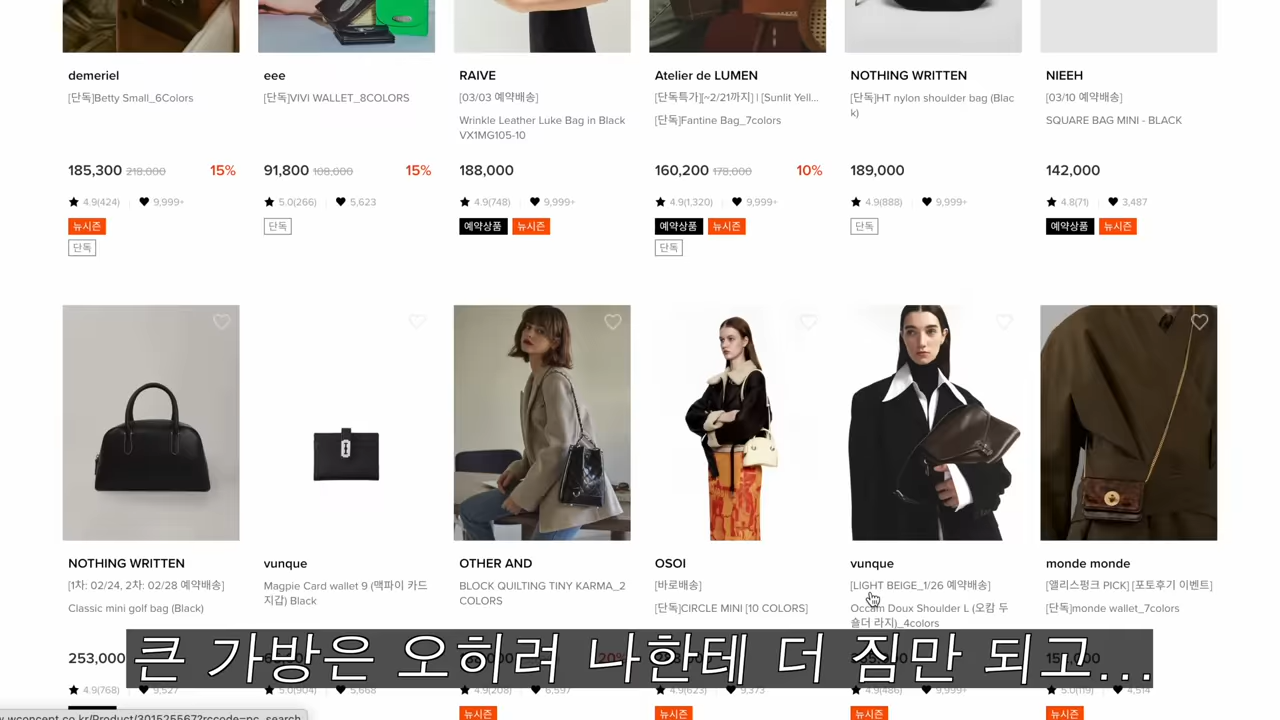 demeriel
[단독]Betty Small_6Colors
185,300 218,000 15%
4.9(424) 9,999+
뉴시즌
단독
eee
[단독]VIVI WALLET_8COLORS
91,800 108,000 15%
5.0(266) 5,623
단독
RAIVE
[03/03 예약배송]
Wrinkle Leather Luke Bag in Black
VX1MG105-10
188,000
4.9(748) 9,999+
예약상품 뉴시즌
Atelier de LUMEN
[단독특가][~2/21까지] | [Sunlit Yell...
[단독]Fantine Bag_7colors
160,200 178,000 10%
4.9(1,320) 9,999+
예약상품 뉴시즌
단독
NOTHING WRITTEN
[단독]HT nylon shoulder bag (Blac
k)
189,000
4.9(888) 9,999+
단독
NIEEH
[03/10 예약배송]
SQUARE BAG MINI - BLACK
142,000
4.8(71) 3,487
예약상품 뉴시즌
NOTHING WRITTEN
[1차: 02/24, 2차: 02/28 예약배송]
Classic mini golf bag (Black)
253,000
4.9(768) 9,527
vunque
Magpie Card wallet 9 (맥파이 카드
지갑) Black
5.0(904) 5,668
OTHER AND
BLOCK QUILTING TINY KARMA_2
COLORS
20%
4.9(208) 6,597
뉴시즌
OSOI
[바로배송]
[단독]CIRCLE MINI [10 COLORS]
4.9(623) 9,373
뉴시즌
vunque
[LIGHT BEIGE_1/26 예약배송]
Occam Doux Shoulder L (오캄 두
숄더 라지)_4colors
4.9(486) 9,999+
뉴시즌
monde monde
[앨리스펑크 PICK] [포토후기 이벤트]
[단독]monde wallet_7colors
5.0(119) 4,514
뉴시즌
큰 가방은 오히려 나한테 더 짐만 되고...